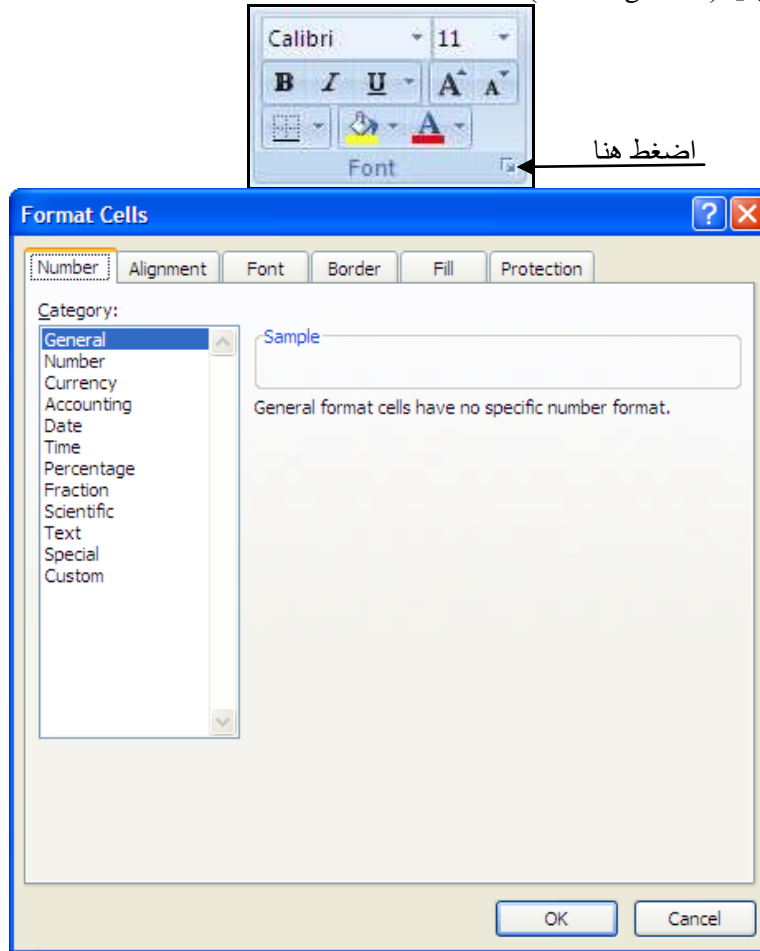 Calibri 11
B I U A A
A
Font
اضغط هنا
Format Cells
Number Alignment Font Border Fill Protection
Category:
General
Number
Currency
Accounting
Date
Time
Percentage
Fraction
Scientific
Text
Special
Custom
Sample
General format cells have no specific number format.
OK Cancel